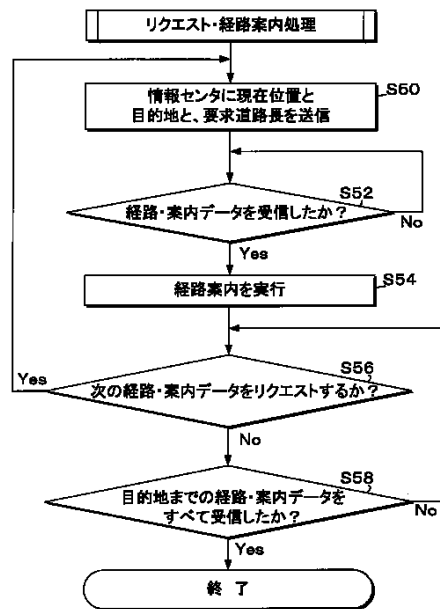 リクエスト・経路案内処理
S50
情報センタに現在位置と
目的地と、要求道路長を送信
S52
経路・案内データを受信したか？
No
Yes
S54
経路案内を実行
S56
Yes
次の経路・案内データをリクエストするか？
No
S58
目的地までの経路・案内データを
すべて受信したか？
No
Yes
終 了